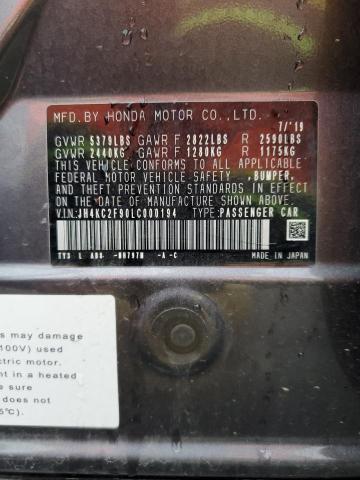 MFD.BY HONDA MOTOR CO.,LTD.
7/'19
GVWR 5379LBS GAWR F 2822LBS R 2590LBS
GVWR 2440KG GAWR F 1280KG R 1175KG
THIS VEHICLE CONFORMS TO ALL APPLICABLE
FEDERAL MOTOR VEHICLE SAFETY, BUMPER,
AND THEFT PREVENTION STANDARDS IN EFFECT
ON THE DATE OF MANUFACTURE SHOWN ABOVE.
VIN:JH4KC2F90LC000194 TYPE:PASSENGER CAR
TY3 L A00 -NH797M -A -C
MADE IN JAPAN
s may damage
100V) used
ctric motor.
nt in a heated
e sure
does not
5°C).